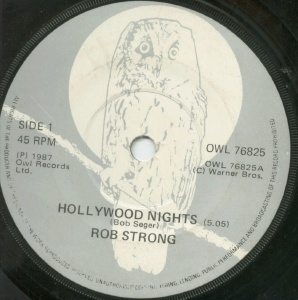 SIDE 1
45 RPM
OWL 76825
(P) 1987
Owl Records
Ltd.
OWL 76825A
(C) Warner Bros.
HOLLYWOOD NIGHTS (5.05)
(Bob Seger)
ROB STRONG